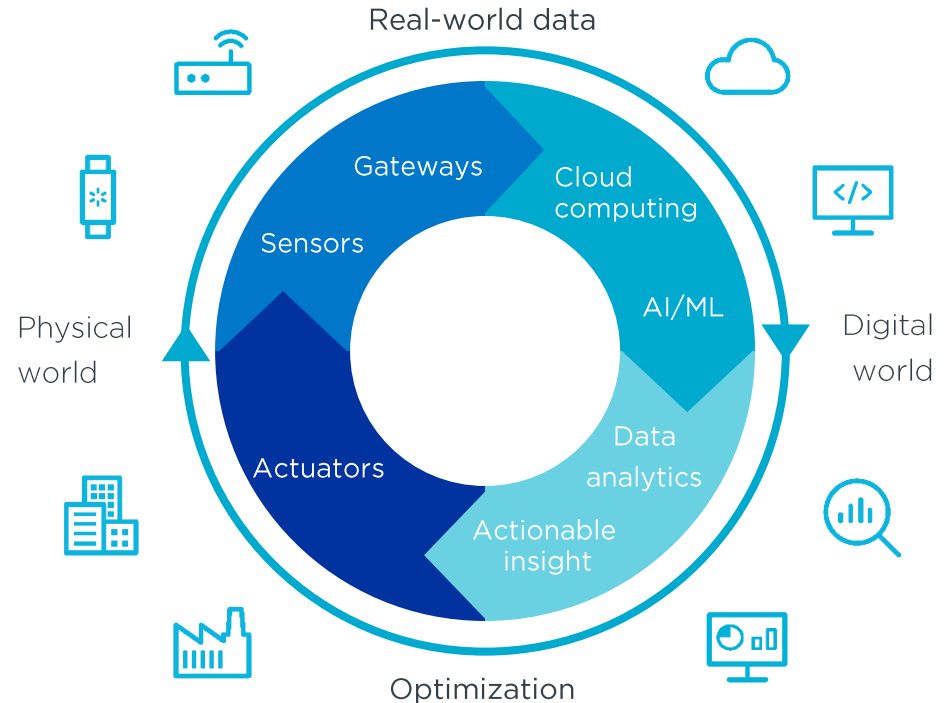 Real-world data
Gateways
Cloud
computing
Sensors
</>
AI/ML
Physical
world
Digital
world
Data
analytics
Actuators
Actionable
insight
Optimization